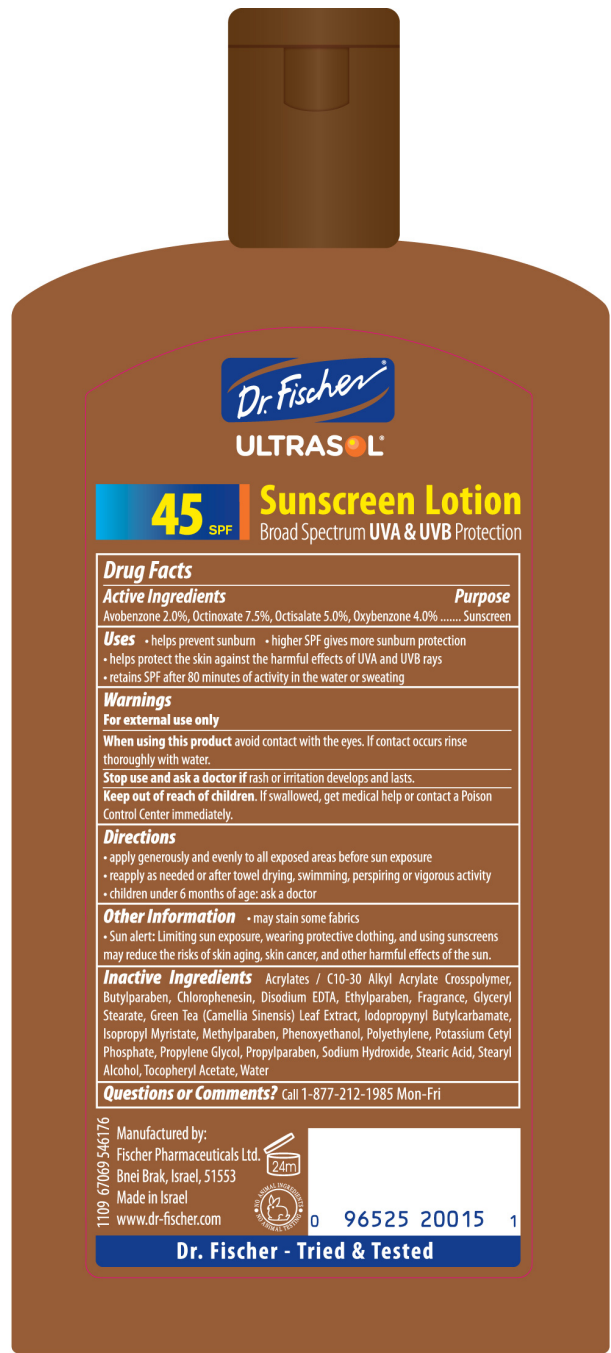 Dr. Fischer®
ULTRASOL®
45 SPF
Sunscreen Lotion
Broad Spectrum UVA & UVB Protection
Drug Facts
Active Ingredients Purpose
Avobenzone 2.0%, Octinoxate 7.5%, Octisalate 5.0%, Oxybenzone 4.0% ....... Sunscreen
Uses • helps prevent sunburn • higher SPF gives more sunburn protection
• helps protect the skin against the harmful effects of UVA and UVB rays
• retains SPF after 80 minutes of activity in the water or sweating
Warnings
For external use only
When using this product avoid contact with the eyes. If contact occurs rinse
thoroughly with water.
Stop use and ask a doctor if rash or irritation develops and lasts.
Keep out of reach of children. If swallowed, get medical help or contact a Poison
Control Center immediately.
Directions
• apply generously and evenly to all exposed areas before sun exposure
• reapply as needed or after towel drying, swimming, perspiring or vigorous activity
• children under 6 months of age: ask a doctor
Other Information • may stain some fabrics
• Sun alert: Limiting sun exposure, wearing protective clothing, and using sunscreens
may reduce the risks of skin aging, skin cancer, and other harmful effects of the sun.
Inactive Ingredients Acrylates / C10-30 Alkyl Acrylate Crosspolymer,
Butylparaben, Chlorophenesin, Disodium EDTA, Ethylparaben, Fragrance, Glyceryl
Stearate, Green Tea (Camellia Sinensis) Leaf Extract, Iodopropynyl Butylcarbamate,
Isopropyl Myristate, Methylparaben, Phenoxyethanol, Polyethylene, Potassium Cetyl
Phosphate, Propylene Glycol, Propylparaben, Sodium Hydroxide, Stearic Acid, Stearyl
Alcohol, Tocopheryl Acetate, Water
Questions or Comments? Call 1-877-212-1985 Mon-Fri
1109 67069 546176
Manufactured by:
Fischer Pharmaceuticals Ltd.
Bnei Brak, Israel, 51553
Made in Israel
www.dr-fischer.com
24m
NO ANIMAL INGREDIENTS
NO ANIMAL TESTING
0 96525 20015 1
Dr. Fischer - Tried & Tested